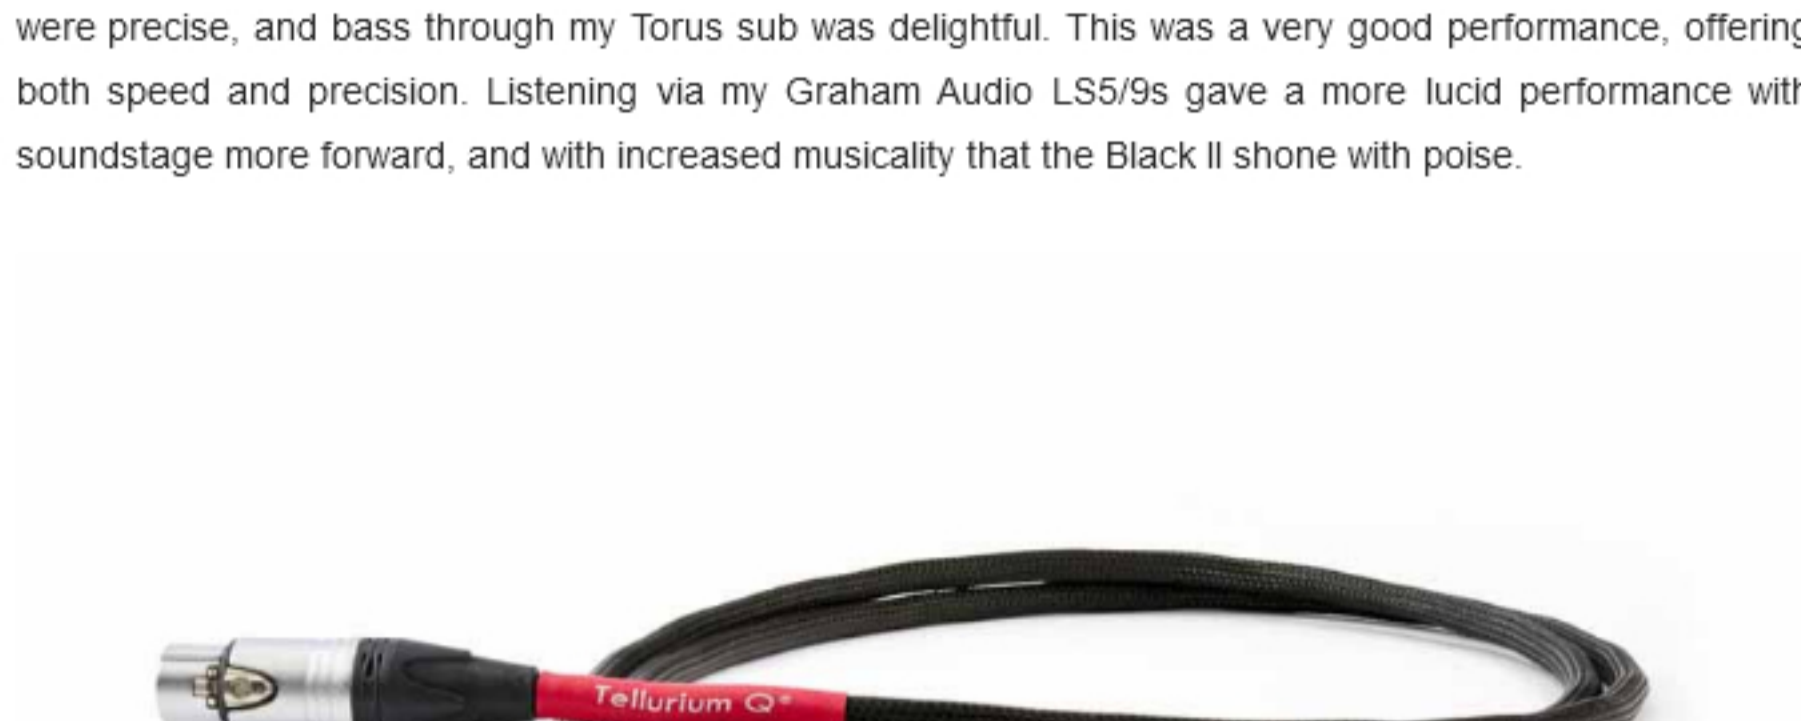 were precise, and bass through my Torus sub was delightful. This was a very good performance, offering
both speed and precision. Listening via my Graham Audio LS5/9s gave a more lucid performance with
soundstage more forward, and with increased musicality that the Black II shone with poise.
Tellurium Q®